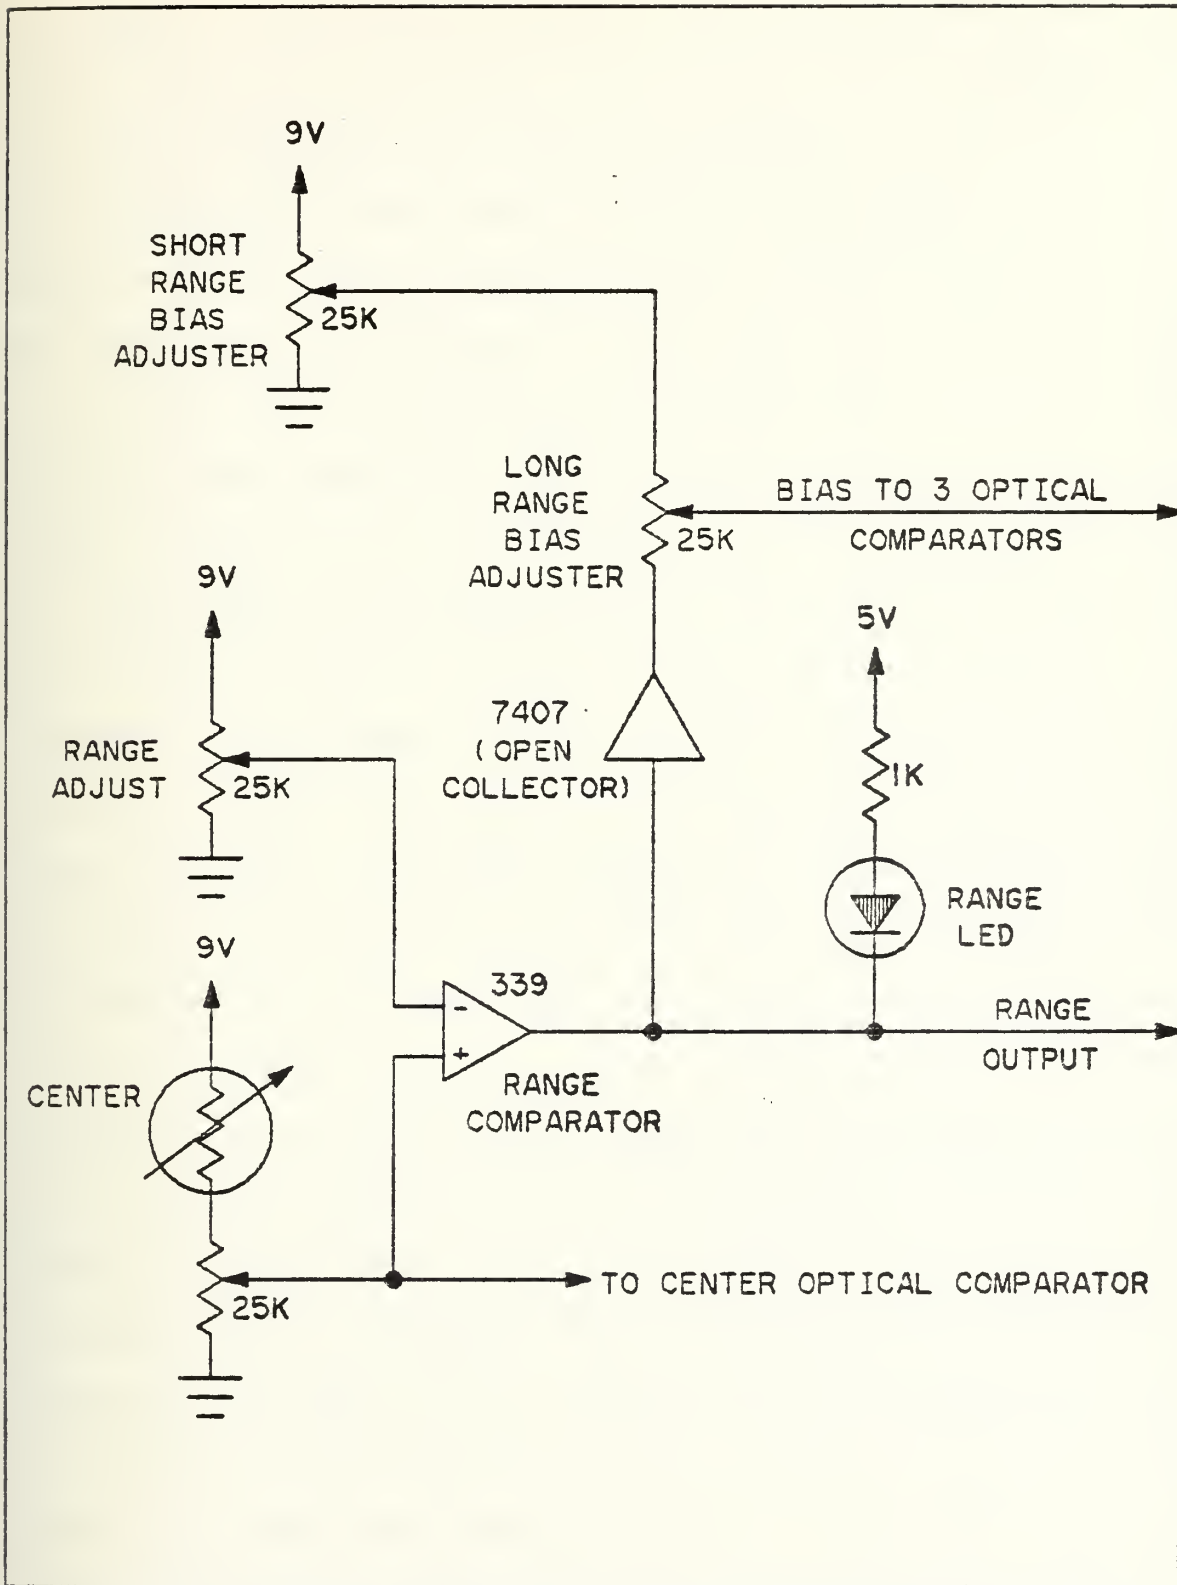 9V
SHORT
RANGE
BIAS
ADJUSTER
25K
LONG
RANGE
BIAS
ADJUSTER
25K
BIAS TO 3 OPTICAL
COMPARATORS
9V
RANGE
ADJUST
25K
7407
(OPEN
COLLECTOR)
5V
1K
RANGE
LED
9V
CENTER
339
-
+
RANGE
COMPARATOR
RANGE
OUTPUT
25K
TO CENTER OPTICAL COMPARATOR